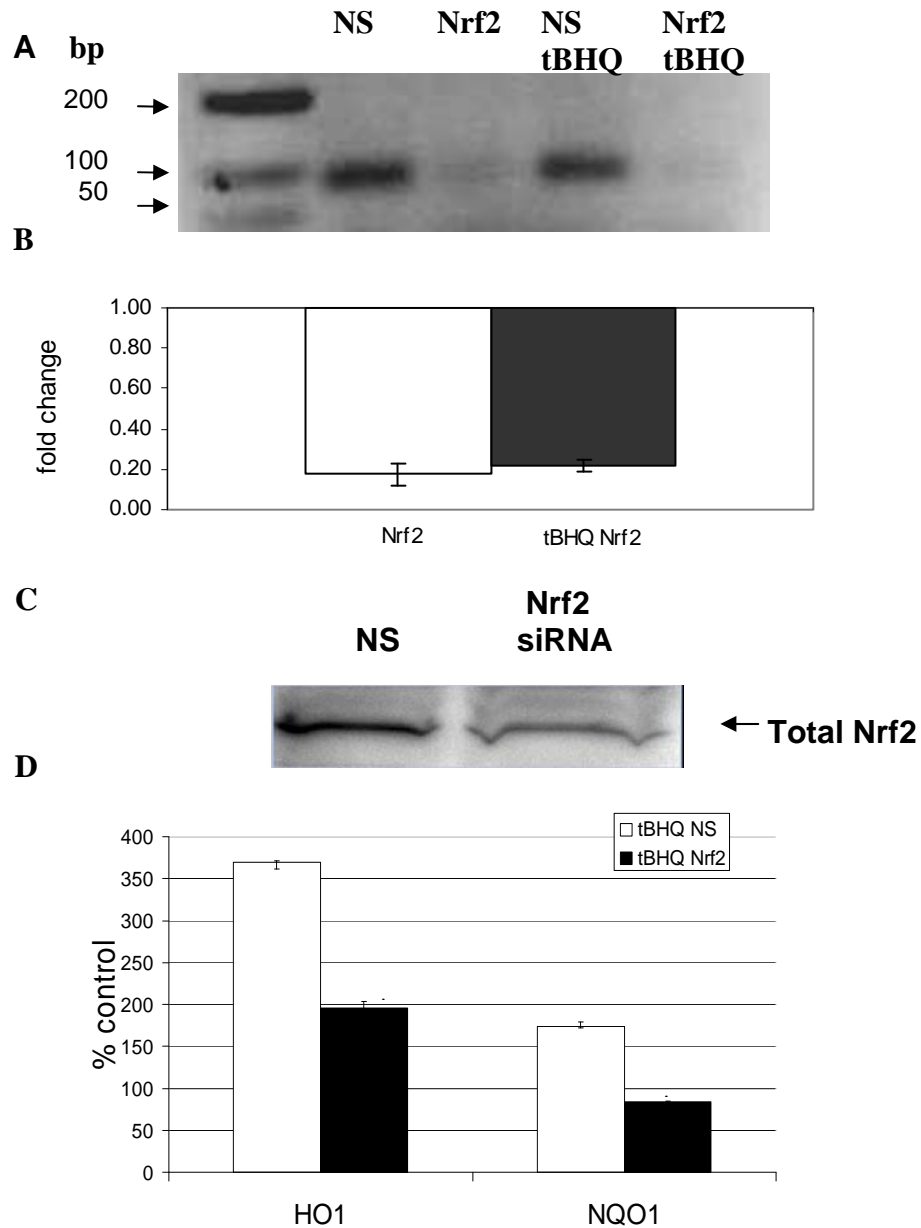 NS Nrf2 NS Nrf2
A bp tBHQ tBHQ
200
100
50
B
1.00
0.80
0.60
0.40
0.20
0.00
fold change
Nrf2 tBHQ Nrf2
C
Nrf2
NS siRNA
Total Nrf2
D
tBHQ NS
tBHQ Nrf2
400
350
300
250
200
150
100
50
0
% control
HO1 NQO1